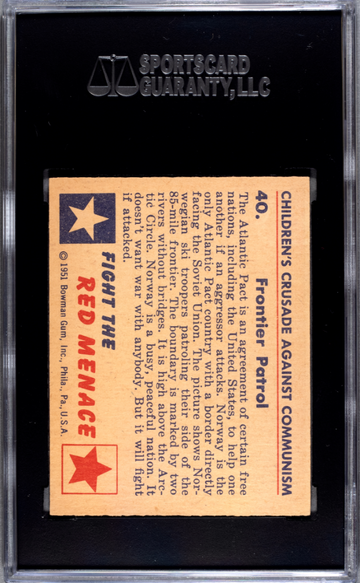 SPORTSCARD
GUARANTY, LLC
CHILDREN'S CRUSADE AGAINST COMMUNISM
40. Frontier Patrol
The Atlantic Pact is an agreement of certain free
nations, including the United States, to help one
another if an aggressor attacks. Norway is the
only Atlantic Pact country with a border directly
facing the Soviet Union. The picture shows Nor-
wegian ski troopers patroling their side of the
85-mile frontier. The boundary is marked by two
rivers without bridges. It is high above the Arc-
tic Circle. Norway is a busy, peaceful nation. It
doesn't want war with anybody. But it will fight
if attacked.
FIGHT THE
RED MENACE
© 1951 Bowman Gum, Inc., Phila., Pa., U.S.A.